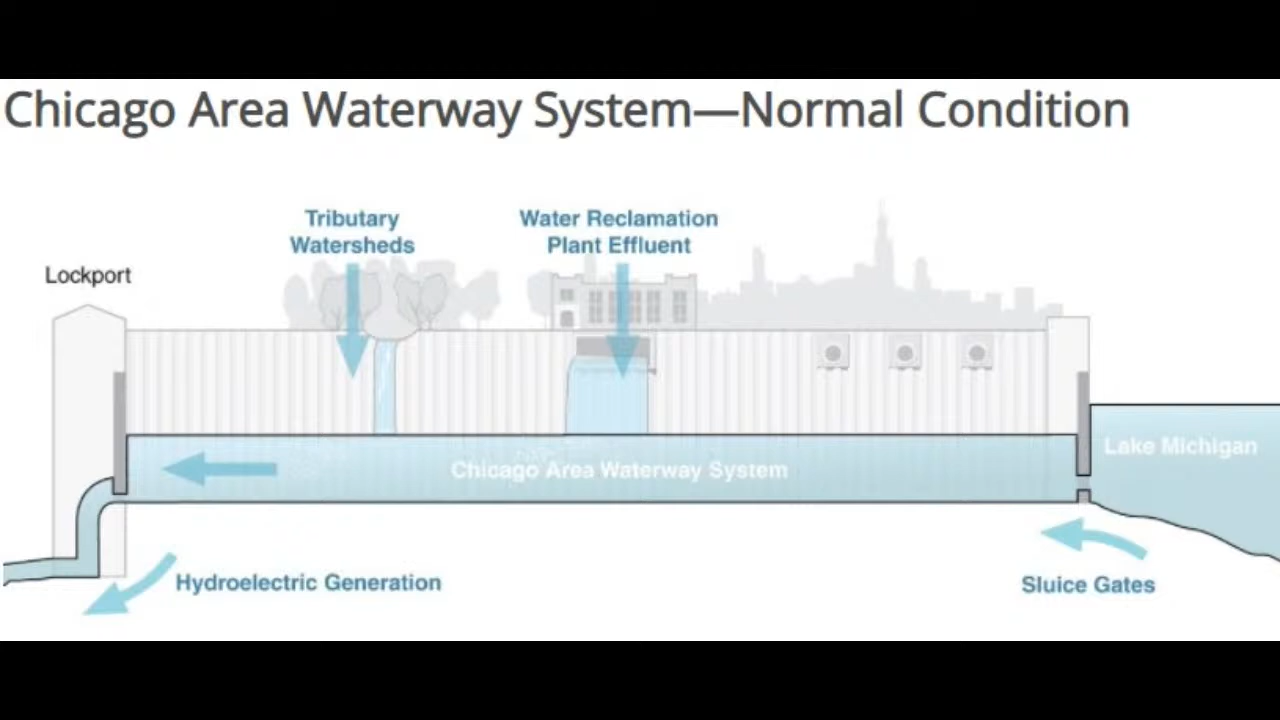 Chicago Area Waterway System—Normal Condition
Tributary
Watersheds
Water Reclamation
Plant Effluent
Lockport
Lake Michigan
Chicago Area Waterway System
Hydroelectric Generation
Sluice Gates